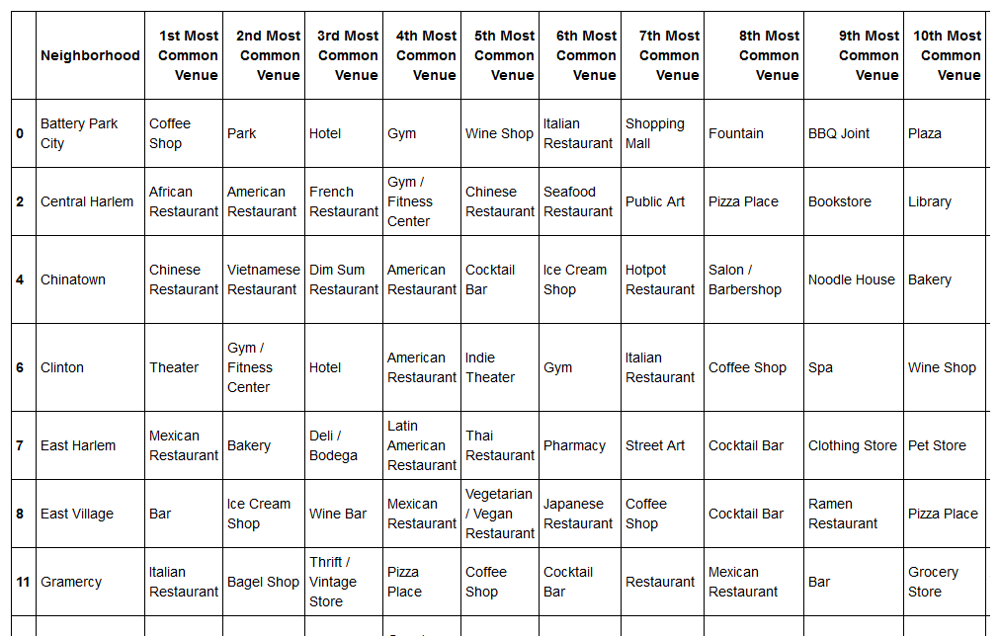 Neighborhood 1st Most Common Venue 2nd Most Common Venue 3rd Most Common Venue 4th Most Common Venue 5th Most Common Venue 6th Most Common Venue 7th Most Common Venue 8th Most Common Venue 9th Most Common Venue 10th Most Common Venue
0 Battery Park City Coffee Shop Park Hotel Gym Wine Shop Italian Restaurant Shopping Mall Fountain BBQ Joint Plaza
2 Central Harlem African Restaurant American Restaurant French Restaurant Gym / Fitness Center Chinese Restaurant Seafood Restaurant Public Art Pizza Place Bookstore Library
4 Chinatown Chinese Restaurant Vietnamese Restaurant Dim Sum Restaurant American Restaurant Cocktail Bar Ice Cream Shop Hotpot Restaurant Salon / Barbershop Noodle House Bakery
6 Clinton Theater Gym / Fitness Center Hotel American Restaurant Indie Theater Gym Italian Restaurant Coffee Shop Spa Wine Shop
7 East Harlem Mexican Restaurant Bakery Deli / Bodega Latin American Restaurant Thai Restaurant Pharmacy Street Art Cocktail Bar Clothing Store Pet Store
8 East Village Bar Ice Cream Shop Wine Bar Mexican Restaurant Vegetarian / Vegan Restaurant Japanese Restaurant Coffee Shop Cocktail Bar Ramen Restaurant Pizza Place
11 Gramercy Italian Restaurant Bagel Shop Thrift / Vintage Store Pizza Place Coffee Shop Cocktail Bar Restaurant Mexican Restaurant Bar Grocery Store